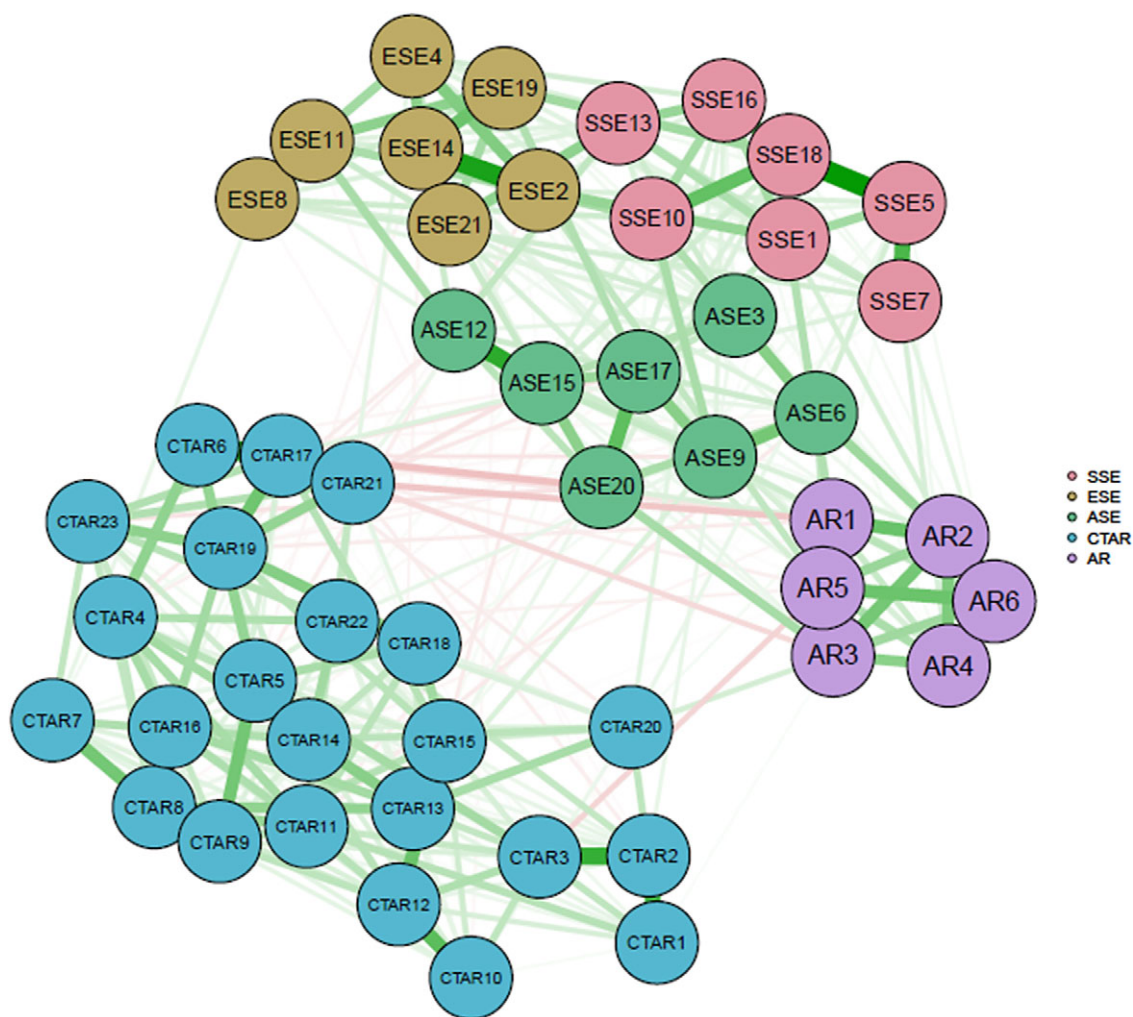 ESE4
ESE19
SSE16
SSE13
ESE11
ESE14
SSE18
ESE8
ESE2
SSE5
ESE21
SSE10
SSE1
SSE7
ASE3
ASE12
ASE17
ASE15
ASE6
CTAR6
CTAR17
ASE9
CTAR21
ASE20
SSE
ESE
ASE
CTAR
AR
CTAR23
AR1
AR2
CTAR19
AR5
AR6
CTAR4
CTAR22
CTAR18
AR3
AR4
CTAR5
CTAR7
CTAR16
CTAR14
CTAR15
CTAR20
CTAR8
CTAR13
CTAR11
CTAR9
CTAR3
CTAR2
CTAR12
CTAR1
CTAR10